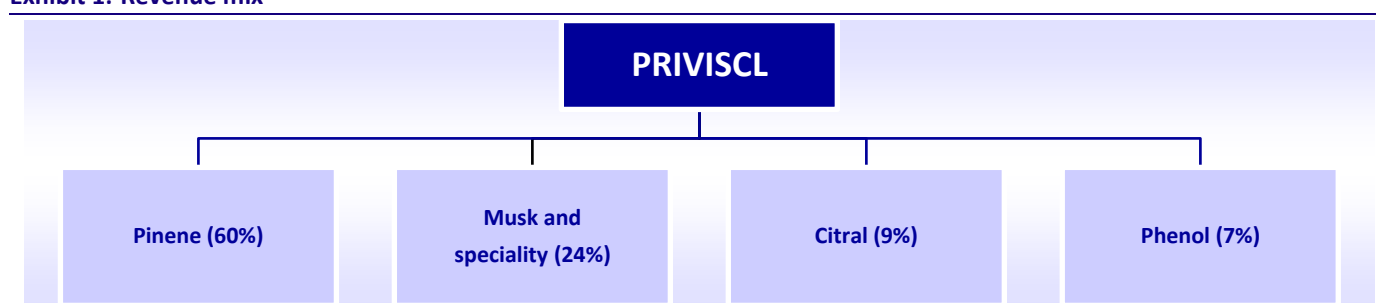 Exhibit 1: Revenue mix
PRIVISCL
Pinene (60%)
Musk and
speciality (24%)
Citral (9%)
Phenol (7%)